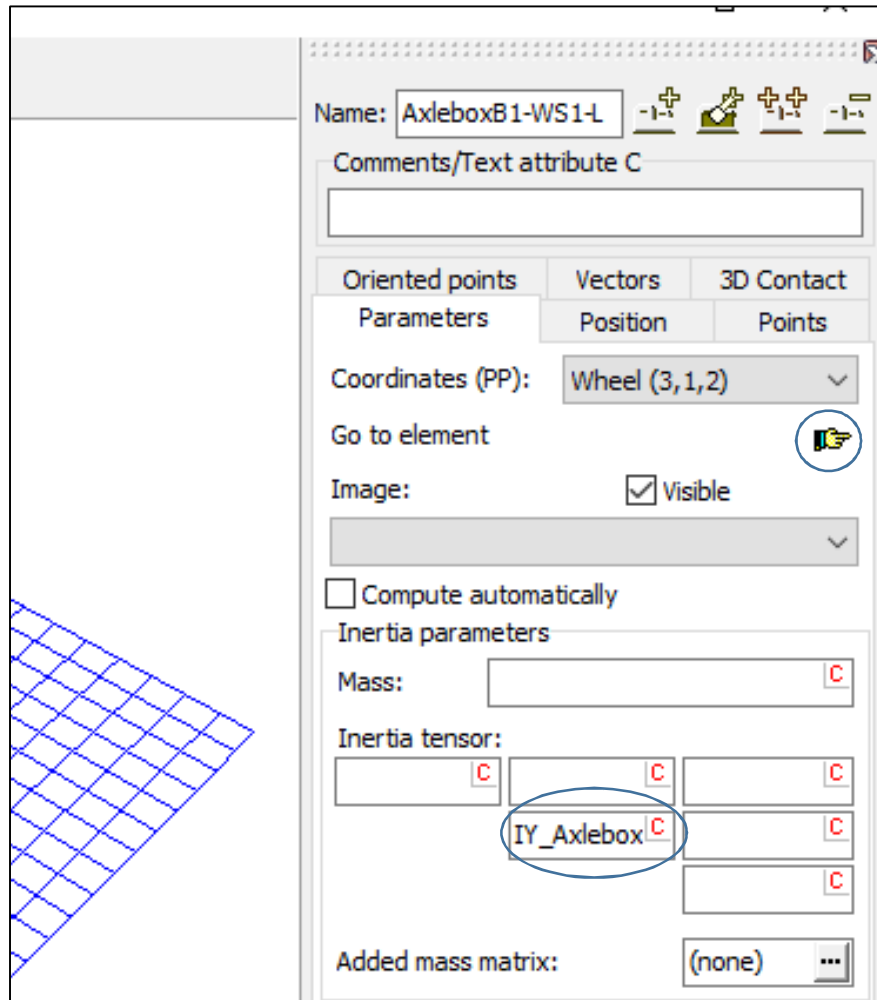 Name: AxleboxB1-WS1-L
Comments/Text attribute C
Oriented points Vectors 3D Contact
Parameters Position Points
Coordinates (PP): Wheel (3,1,2)
Go to element
Image: Visible
Compute automatically
Inertia parameters
Mass: C
Inertia tensor:
C C C
IY_Axlebox C C
C
Added mass matrix: (none) ...